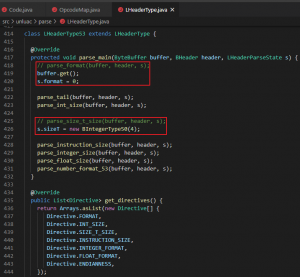 Code.java
OpcodeMap.java
LHeaderType.java
src > unluac > parse > LHeaderType.java
413
414 class LHeaderType53 extends LHeaderType {
415
416 @Override
417 protected void parse_main(ByteBuffer buffer, BHeader header, LHeaderParseState s) {
418 // parse_format(buffer, header, s);
419 buffer.get();
420 s.format = 0;
421
422 parse_tail(buffer, header, s);
423 parse_int_size(buffer, header, s);
424
425 // parse_size_t_size(buffer, header, s);
426 s.sizeT = new BIntegerType50(4);
427
428 parse_instruction_size(buffer, header, s);
429 parse_integer_size(buffer, header, s);
430 parse_float_size(buffer, header, s);
431 parse_number_format_53(buffer, header, s);
432 }
433
434 @Override
435 public List<Directive> get_directives() {
436 return Arrays.asList(new Directive[] {
437 Directive.FORMAT,
438 Directive.INT_SIZE,
439 Directive.SIZE_T_SIZE,
440 Directive.INSTRUCTION_SIZE,
441 Directive.INTEGER_FORMAT,
442 Directive.FLOAT_FORMAT,
443 Directive.ENDIANNESS,
444 });